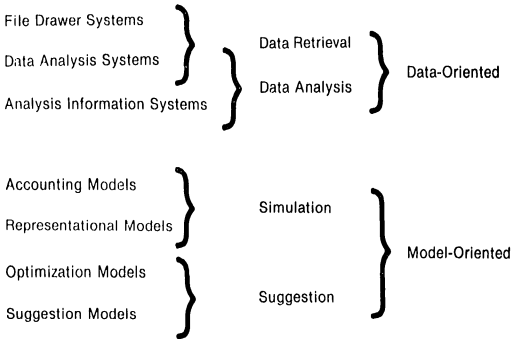 File Drawer Systems
Data Analysis Systems
Analysis Information Systems
Data Retrieval
Data Analysis
Data-Oriented
Accounting Models
Representational Models
Optimization Models
Suggestion Models
Simulation
Suggestion
Model-Oriented